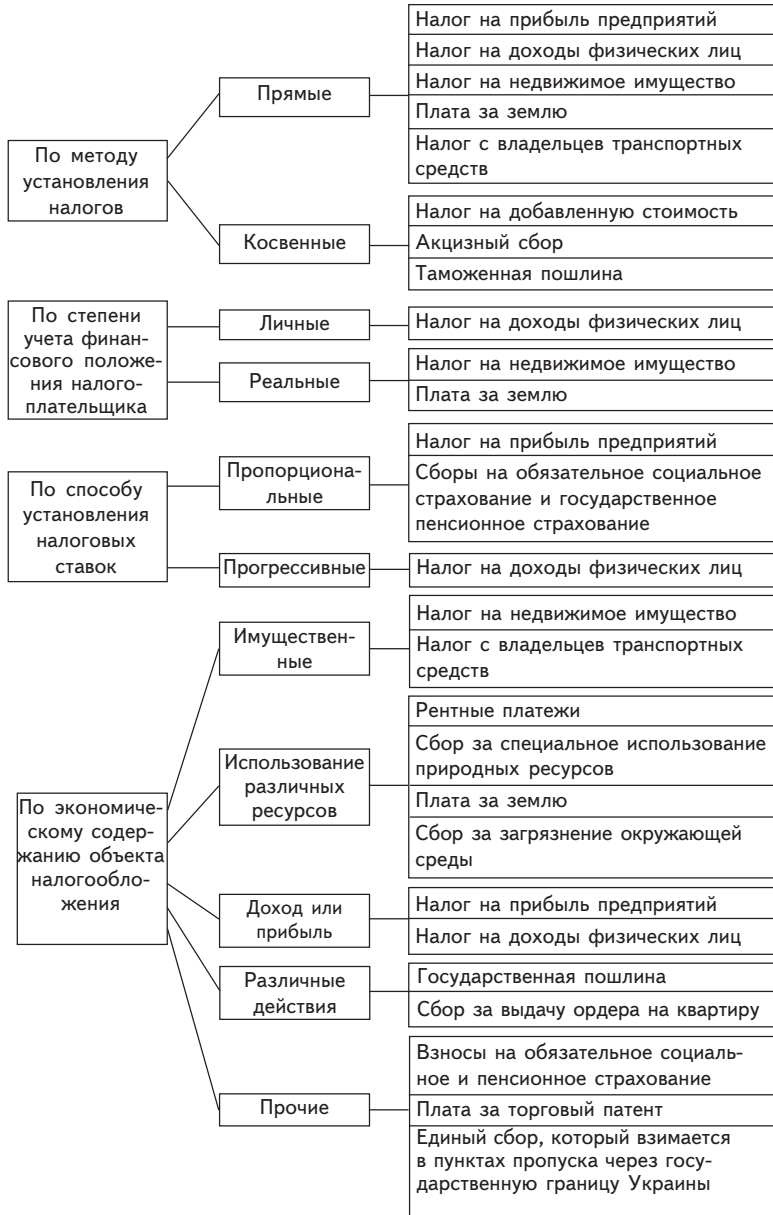 По методу
установления
налогов
Прямые
Налог на прибыль предприятий
Налог на доходы физических лиц
Налог на недвижимое имущество
Плата за землю
Налог с владельцев транспортных
средств
Косвенные
Налог на добавленную стоимость
Акцизный сбор
Таможенная пошлина
По степени
учета финан-
сового положе-
ния налого-
плательщика
Личные
Налог на доходы физических лиц
Реальные
Налог на недвижимое имущество
Плата за землю
По способу
установления
налоговых
ставок
Пропорциона-
льные
Налог на прибыль предприятий
Сборы на обязательное социальное
страхование и государственное
пенсионное страхование
Прогрессивные
Налог на доходы физических лиц
По экономиче-
скому содер-
жанию объекта
налогообло-
жения
Имуществен-
ные
Налог на недвижимое имущество
Налог с владельцев транспортных
средств
Использование
различных
ресурсов
Рентные платежи
Сбор за специальное использование
природных ресурсов
Плата за землю
Сбор за загрязнение окружающей
среды
Доход или
прибыль
Налог на прибыль предприятий
Налог на доходы физических лиц
Различные
действия
Государственная пошлина
Сбор за выдачу ордера на квартиру
Прочие
Взносы на обязательное социаль-
ное и пенсионное страхование
Плата за торговый патент
Единый сбор, который взимается
в пунктах пропуска через госу-
дарственную границу Украины